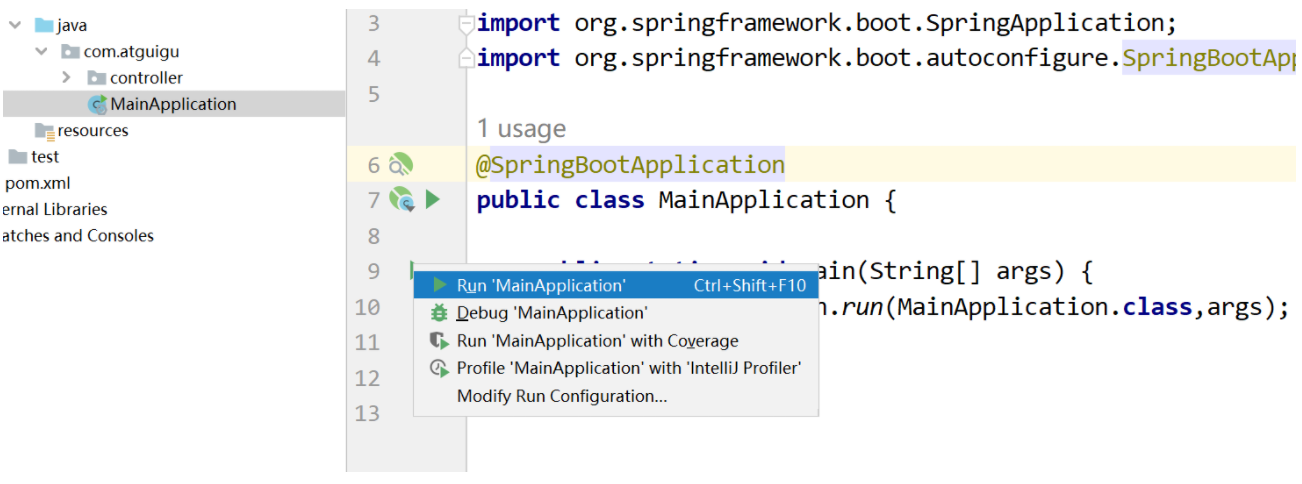 java
com.atguigu
controller
MainApplication
resources
test
pom.xml
ernal Libraries
atches and Consoles
3 import org.springframework.boot.SpringApplication;
4 import org.springframework.boot.autoconfigure.SpringBootApp
5
1 usage
6 @SpringBootApplication
7 public class MainApplication {
8
9 ain(String[] args) {
10 .run(MainApplication.class,args);
11
12
13
Run 'MainApplication' Ctrl+Shift+F10
Debug 'MainApplication'
Run 'MainApplication' with Coverage
Profile 'MainApplication' with 'IntelliJ Profiler'
Modify Run Configuration...